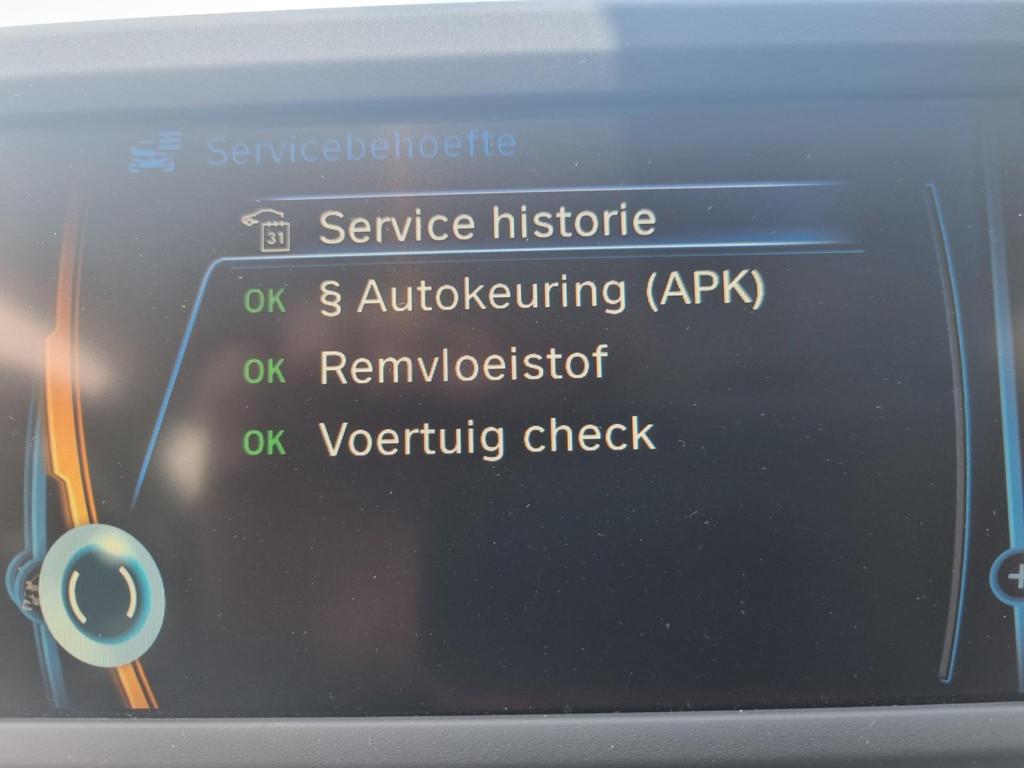 Servicebehoefte
31 Service historie
OK § Autokeuring (APK)
OK Remvloeistof
OK Voertuig check
+